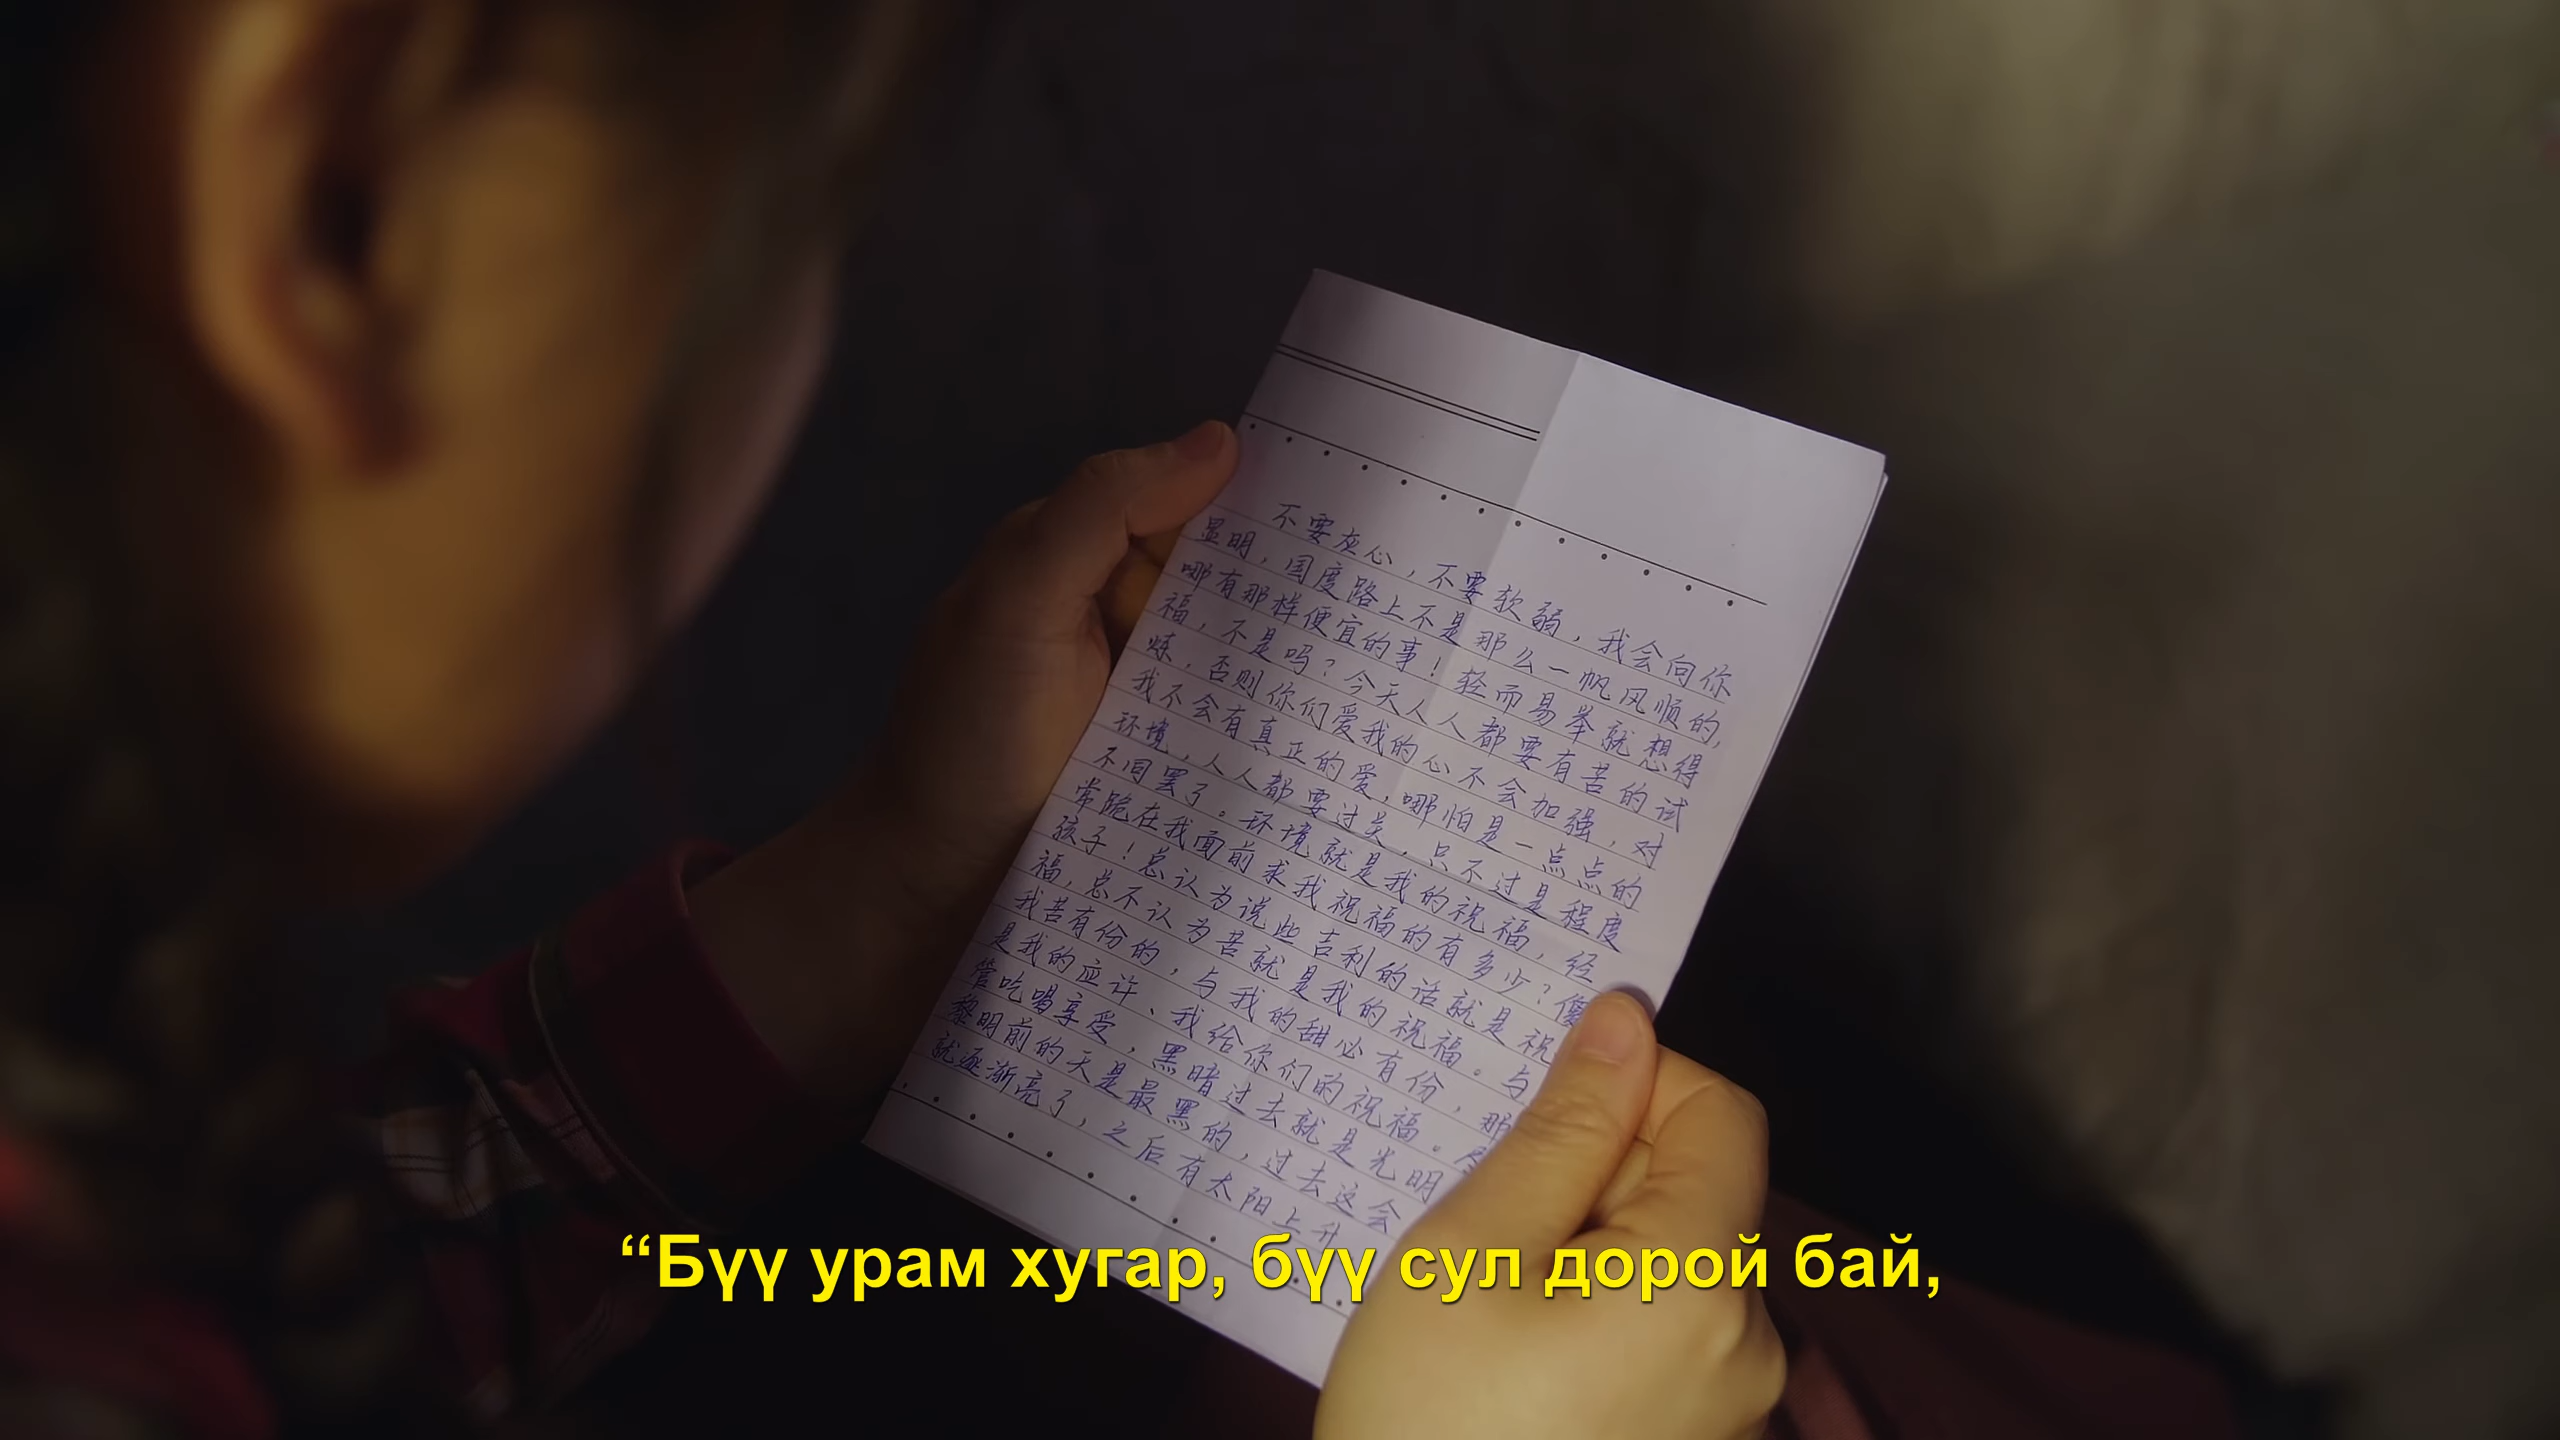 不要灰心，不要软弱，我会向你
显明，国度路上不是那么一帆风顺的，
哪有那样便宜的事！轻而易举就想得
福，不是吗？今天人人都要有苦的试
炼，否则你们爱我的心不会加强，对
我不会有真正的爱，哪怕是一点点的
环境，人人都要过关，只不过是程度
不同罢了。环境就是我的祝福，经
常跪在我面前求我祝福的有多少？傻
孩子！总认为说些吉利的话就是祝
福，总不认为苦就是我的祝福。与
我苦有份的，与我的甜必有份，那
是我的应许、我给你们的祝福。尽
管吃喝享受，黑暗过去就是光明
黎明前的天是最黑的，过去这会
就逐渐亮了，之后有太阳上升
“Бүү урам хугар, бүү сул дорой бай,